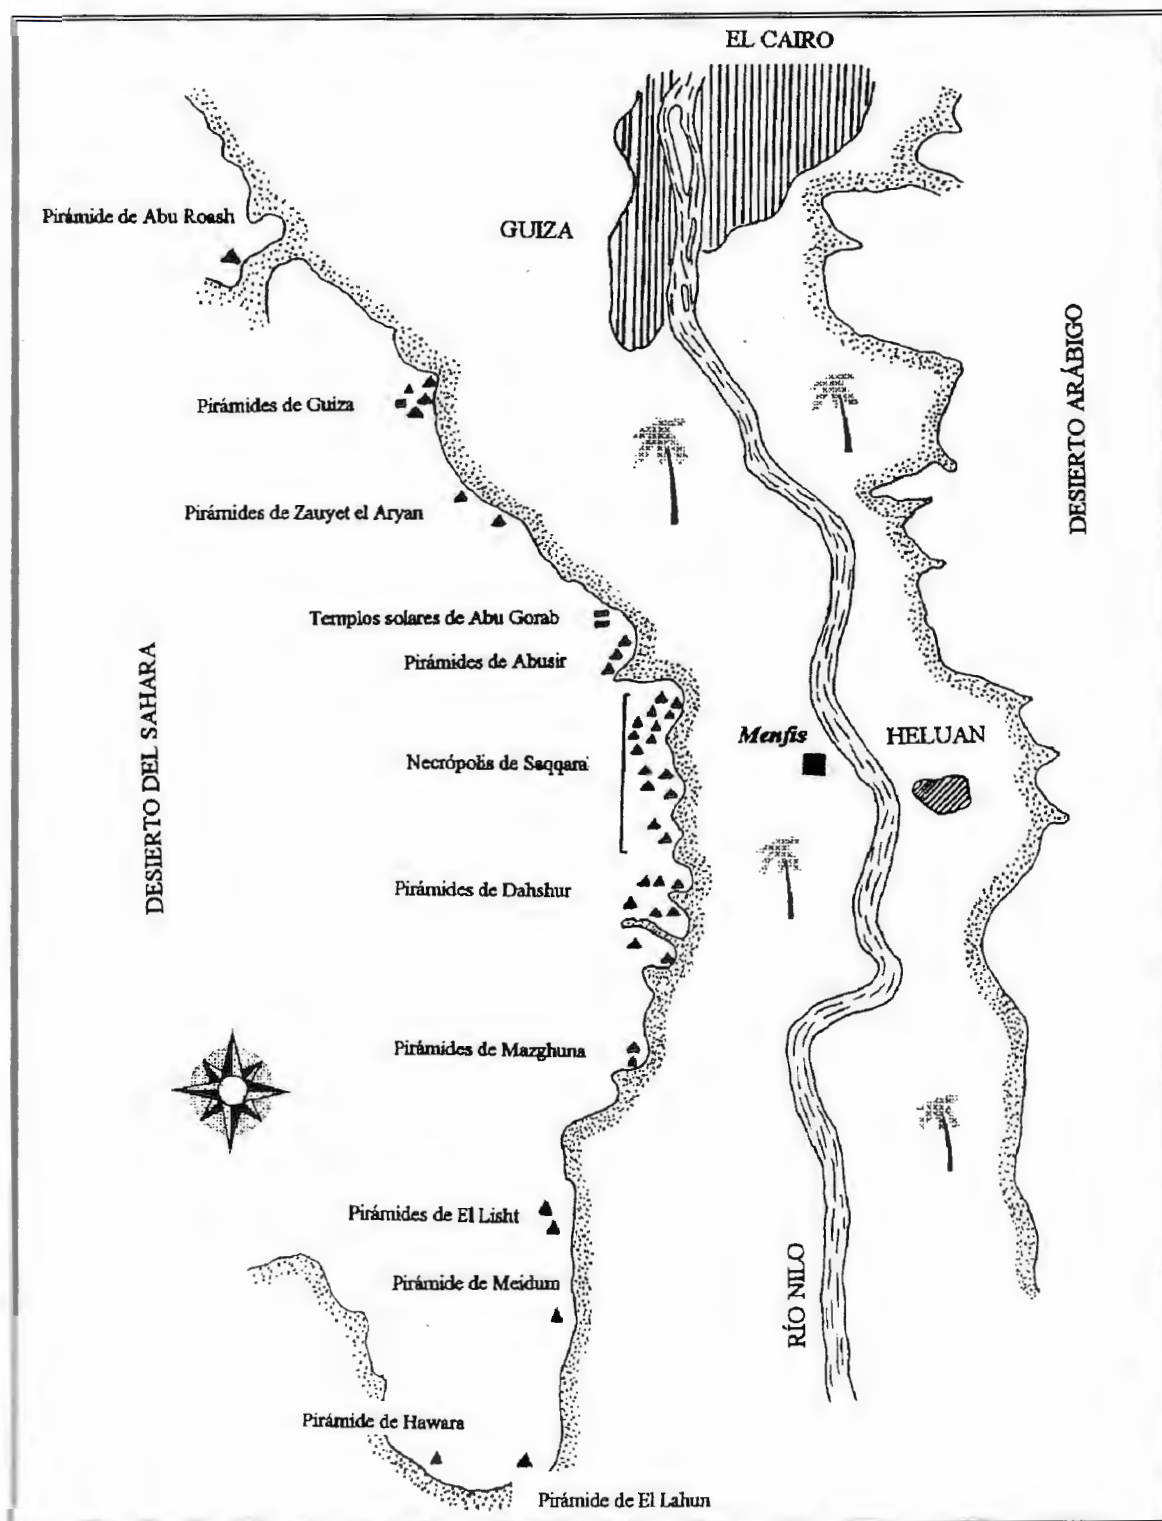 EL CAIRO
Pirámide de Abu Roash
GUIZA
DESIERTO ARÁBIGO
Pirámides de Guiza
Pirámides de Zauyet el Aryan
Templos solares de Abu Gorab
Pirámides de Abusir
DESIERTO DEL SAHARA
Menfis
HELUAN
Necrópolis de Saqqara
Pirámides de Dahshur
Pirámides de Mazghuna
Pirámides de El Lisht
Pirámide de Meidum
RÍO NILO
Pirámide de Hawara
Pirámide de El Lahun